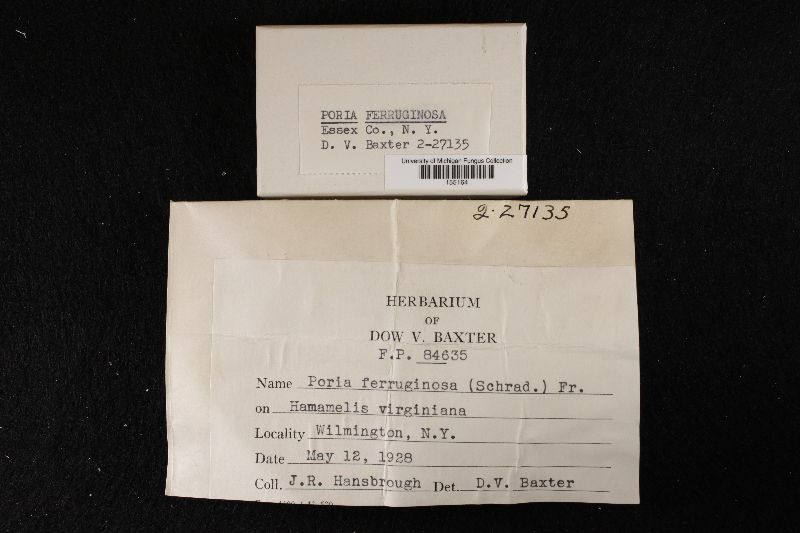 PORIA FERRUGINOSA
Essex Co., N. Y.
D. V. Baxter 2-27135
University of Michigan Fungus Collection
2-27135
HERBARIUM
OF
DOW V. BAXTER
F.P. 84635
Name Poria ferruginosa (Schrad.) Fr.
on Hamamelis virginiana
Locality Wilmington, N.Y.
Date May 12, 1928
Coll. J.R. Hansbrough Det. D.V. Baxter